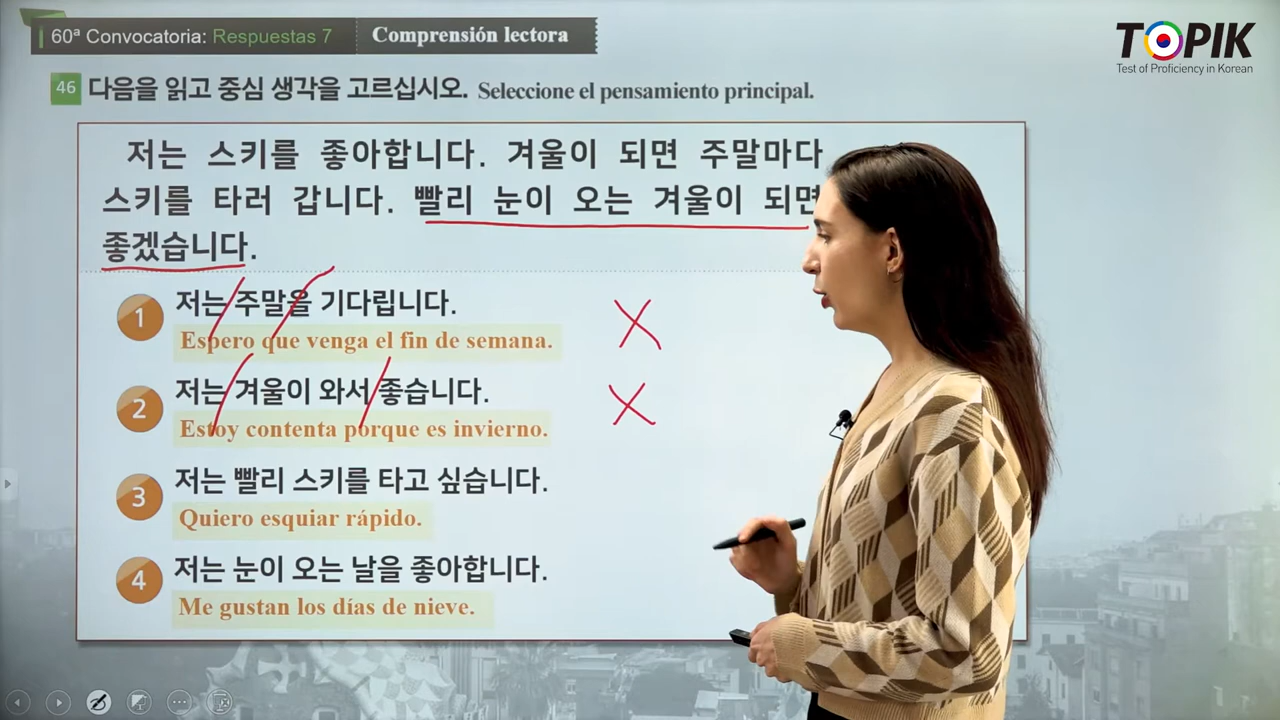 60ª Convocatoria: Respuestas 7 Comprensión lectora
TOPIK
Test of Proficiency in Korean
46 다음을 읽고 중심 생각을 고르십시오. Seleccione el pensamiento principal.
저는 스키를 좋아합니다. 겨울이 되면 주말마다
스키를 타러 갑니다. 빨리 눈이 오는 겨울이 되면
좋겠습니다.
1 저는 주말을 기다립니다.
Espero que venga el fin de semana.
2 저는 겨울이 와서 좋습니다.
Estoy contenta porque es invierno.
3 저는 빨리 스키를 타고 싶습니다.
Quiero esquiar rápido.
4 저는 눈이 오는 날을 좋아합니다.
Me gustan los días de nieve.